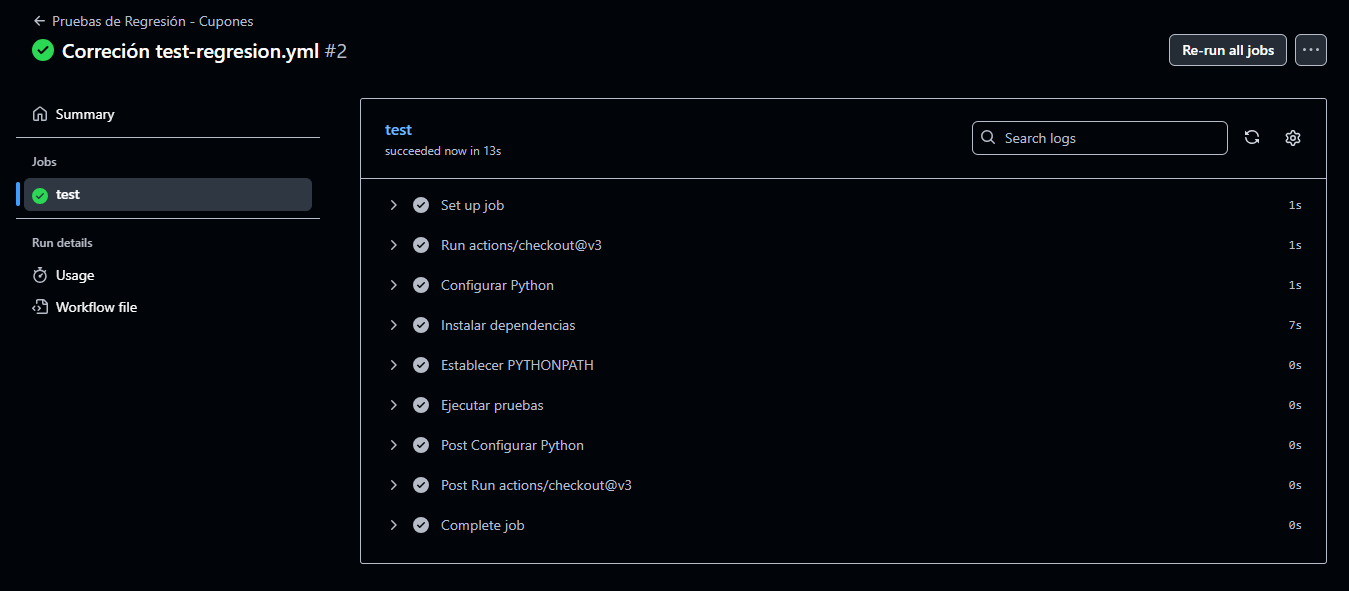 Pruebas de Regresión - Cupones
Correción test-regresion.yml #2
Re-run all jobs
Summary
Jobs
test
Run details
Usage
Workflow file
test
succeeded now in 13s
Search logs
Set up job 1s
Run actions/checkout@v3 1s
Configurar Python 1s
Instalar dependencias 7s
Establecer PYTHONPATH 0s
Ejecutar pruebas 0s
Post Configurar Python 0s
Post Run actions/checkout@v3 0s
Complete job 0s